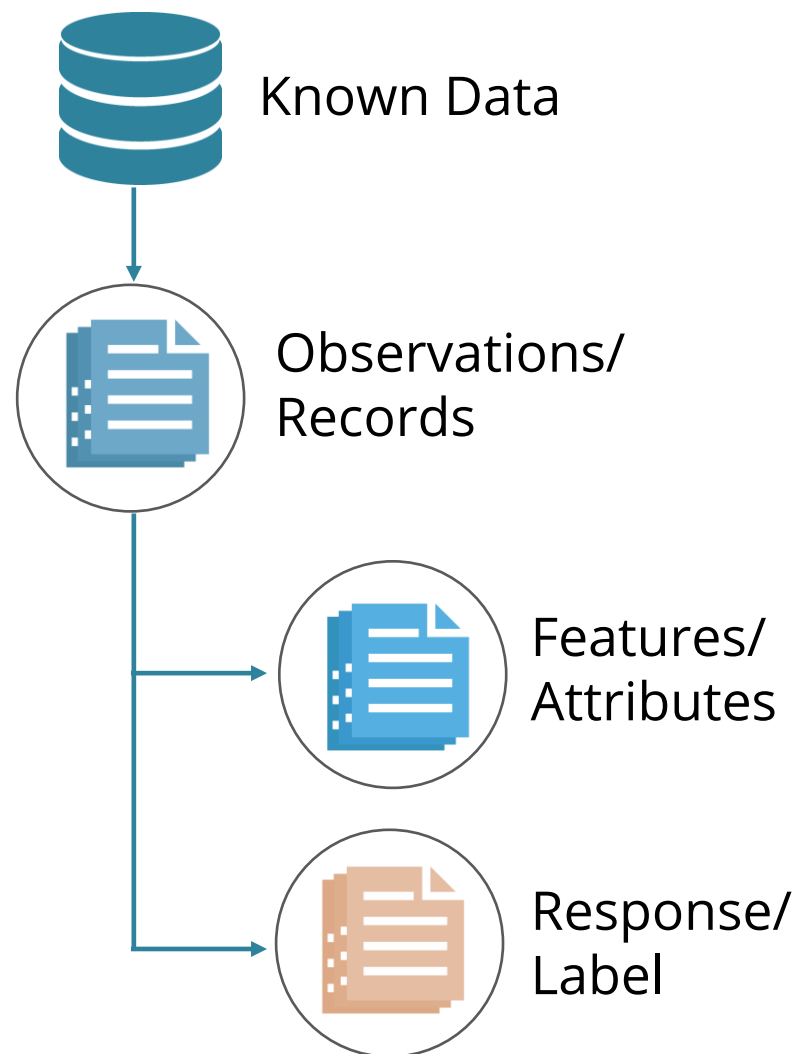 Known Data
Observations/
Records
Features/
Attributes
Response/
Label